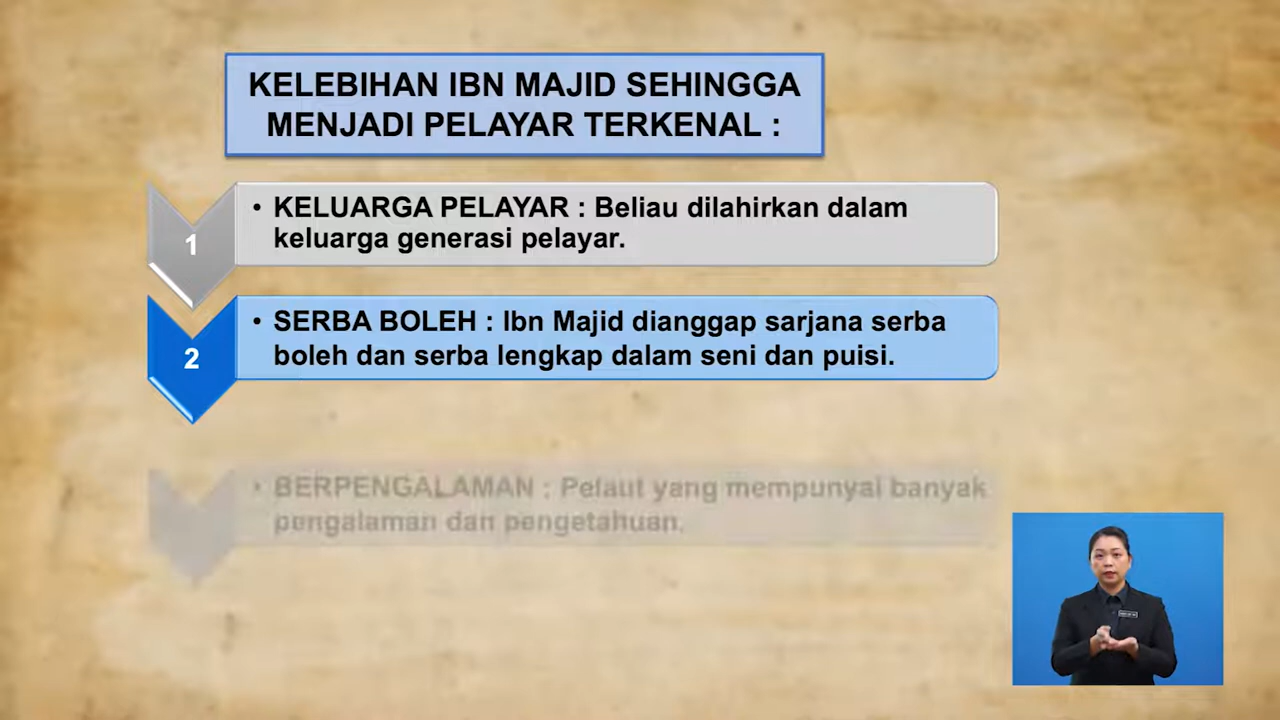 KELEBIHAN IBN MAJID SEHINGGA
MENJADI PELAYAR TERKENAL :
1
• KELUARGA PELAYAR : Beliau dilahirkan dalam
keluarga generasi pelayar.
2
• SERBA BOLEH : Ibn Majid dianggap sarjana serba
boleh dan serba lengkap dalam seni dan puisi.
• BERPENGALAMAN : Pelaut yang mempunyai banyak
pengalaman dan pengetahuan.